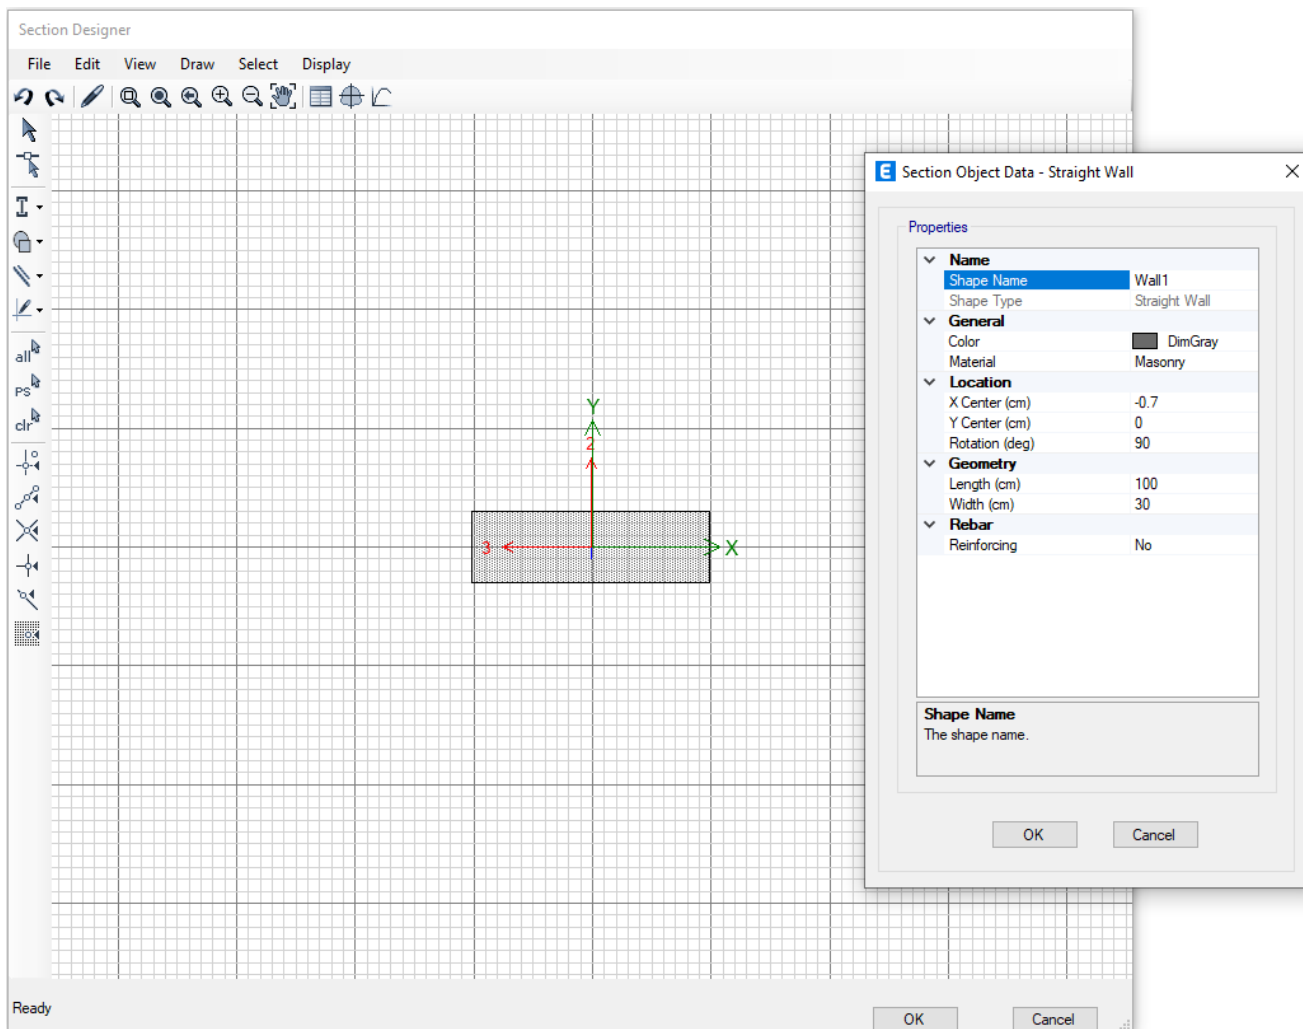 Section Designer
File Edit View Draw Select Display
all
PS
clr
Y
2
3
X
Ready
OK Cancel
E Section Object Data - Straight Wall
Properties
Name
Shape Name Wall1
Shape Type Straight Wall
General
Color DimGray
Material Masonry
Location
X Center (cm) -0.7
Y Center (cm) 0
Rotation (deg) 90
Geometry
Length (cm) 100
Width (cm) 30
Rebar
Reinforcing No
Shape Name
The shape name.
OK Cancel